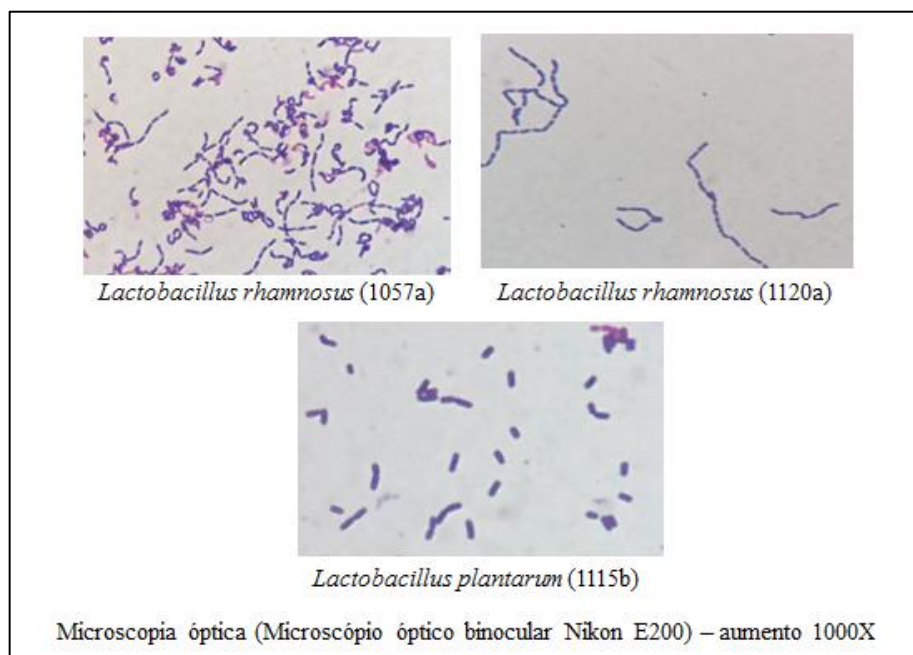 Lactobacillus rhamnosus (1057a)
Lactobacillus rhamnosus (1120a)
Lactobacillus plantarum (1115b)
Microscopia óptica (Microscópio óptico binocular Nikon E200) – aumento 1000X